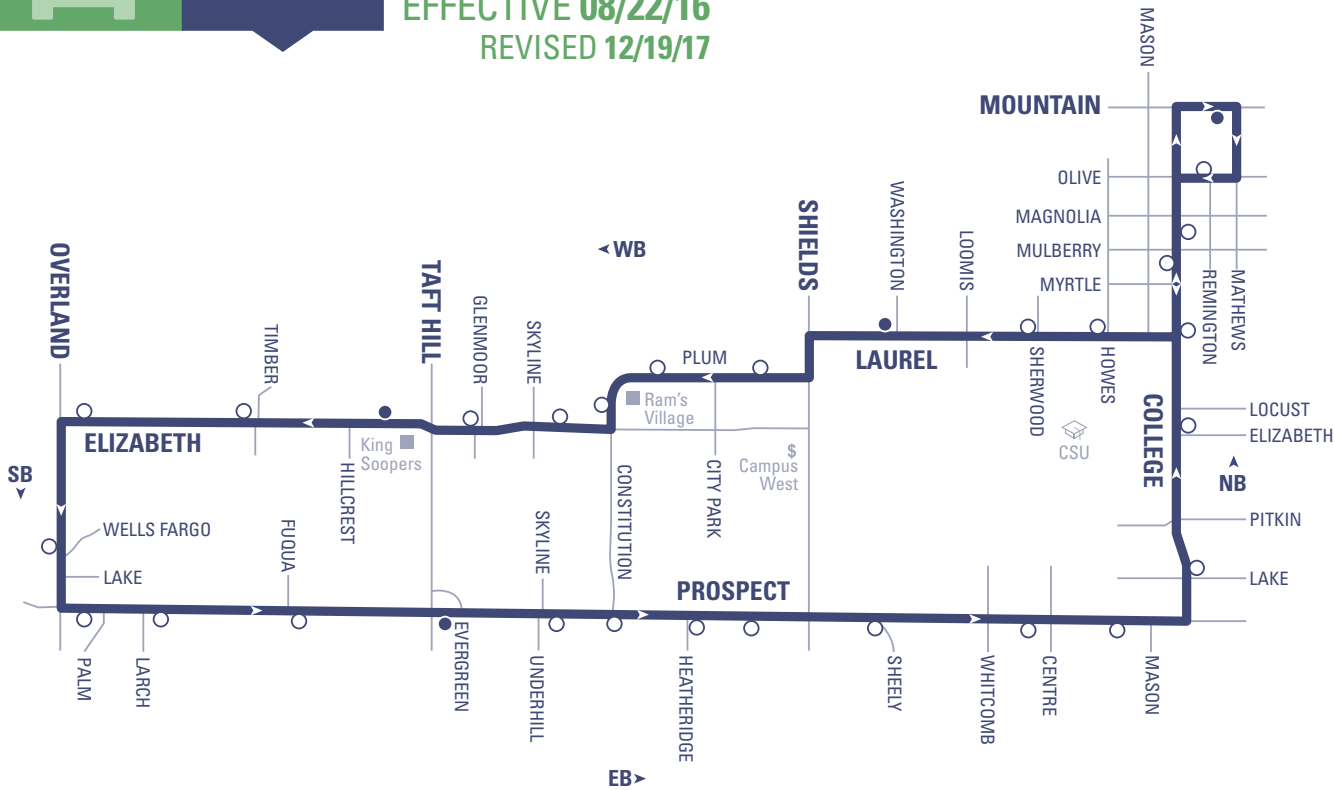 EFFECTIVE 08/22/16
REVISED 12/19/17
MASON
MOUNTAIN
OLIVE
MAGNOLIA
MULBERRY
MYRTLE
REMINGTON
MATHEWS
WB
SHIELDS
WASHINGTON
LOOMIS
OVERLAND
TAFT HILL
TIMBER
GLENMOOR
SKYLINE
PLUM
LAUREL
SHERWOOD
HOWES
COLLEGE
Ram's
Village
LOCUST
ELIZABETH
ELIZABETH
King
Soopers
HILLCREST
CONSTITUTION
CITY PARK
$
Campus
West
CSU
NB
SB
WELLS FARGO
FUQUA
SKYLINE
PITKIN
LAKE
LAKE
PROSPECT
PALM
LARCH
EVERGREEN
UNDERHILL
HEATHERIDGE
SHEELY
WHITCOMB
CENTRE
MASON
EB